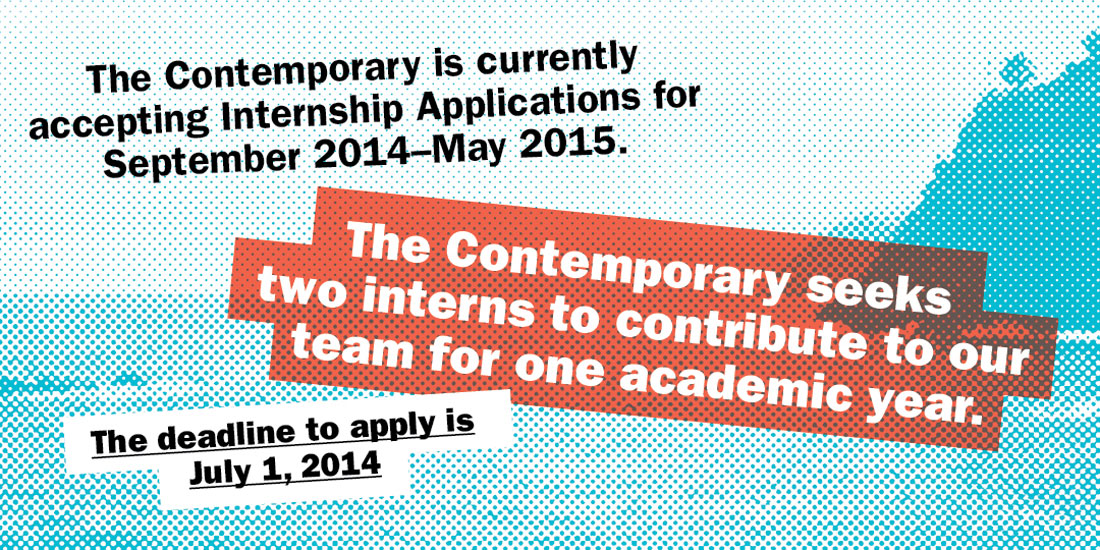 The Contemporary is currently
accepting Internship Applications for
September 2014–May 2015.
The Contemporary seeks
two interns to contribute to our
team for one academic year.
The deadline to apply is
July 1, 2014